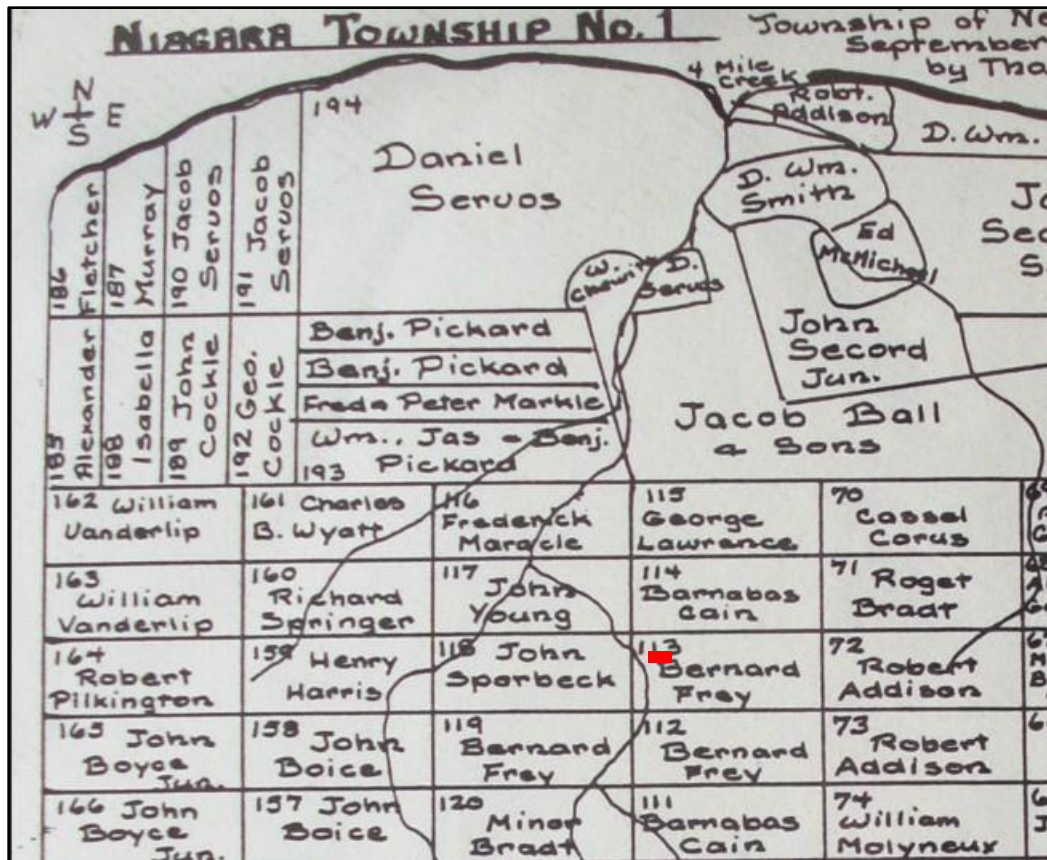 NIAGARA TOWNSHIP No. 1
Township of Ne
September
by Tha
N
W E
S
4 Mile
Creek
Robt.
Addison
D. Wm.
D. Wm.
Smith
Ed
McMicheal
Ja
Sec
S
194
Daniel
Servos
W.
D.
Servos
John
Secord
Jun.
Jacob Ball
& Sons
186
Fletcher
187
Murray
190 Jacob
Servos
191 Jacob
Servos
185
Alexander
188
Isabella
189 John
Cockle
192 Geo.
Cockle
Benj. Pickard
Benj. Pickard
Fred & Peter Markle
Wm., Jas & Benj.
193 Pickard
162 William
Vanderlip
161 Charles
B. Wyatt
116
Frederick
Maracle
115
George
Lawrance
70
Cassel
Corus
163
William
Vanderlip
160
Richard
Springer
117
John
Young
114
Barnabas
Cain
71
Roget
Bradt
164
Robert
Pilkington
159 Henry
Harris
118 John
Sporbeck
113
Bernard
Frey
72
Robert
Addison
165 John
Boyce
Jun.
158 John
Boice
119
Bernard
Frey
112
Bernard
Frey
73
Robert
Addison
166 John
Boyce
Jun.
157 John
Boice
120
Minor
Bradt
111
Barnabas
Cain
74
William
Molyneux